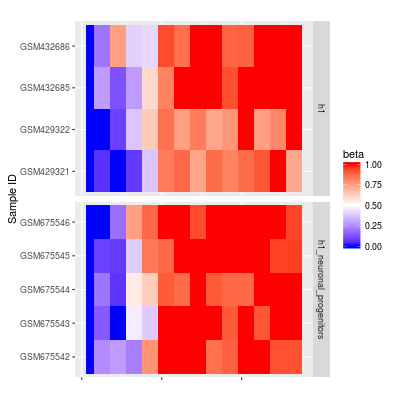 Sample ID
GSM432686
GSM432685
GSM429322
GSM429321
h1
GSM675546
GSM675545
GSM675544
GSM675543
GSM675542
h1_neuronal_progenitors
beta
1.00
0.75
0.50
0.25
0.00